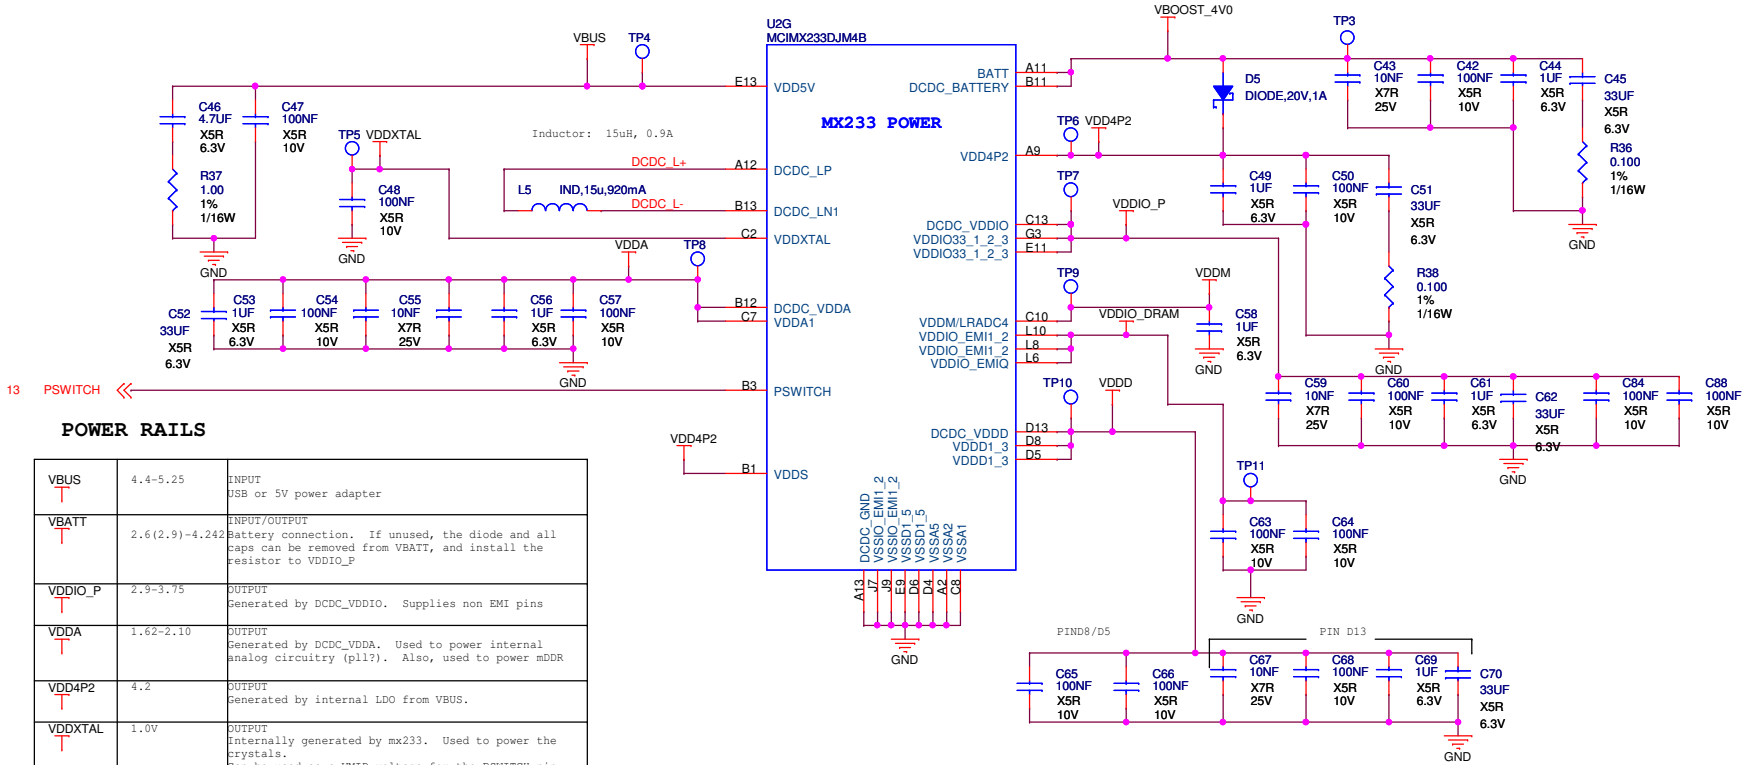 U2G
MCIMX233DJM4B
MX233 POWER
VBUS
TP4
E13 VDD5V
C46
4.7UF
X5R
6.3V
C47
100NF
X5R
10V
R37
1.00
1%
1/16W
GND
TP5 VDDXTAL
C48
100NF
X5R
10V
GND
Inductor: 15uH, 0.9A
DCDC_L+
A12 DCDC_LP
L5 IND,15u,920mA
DCDC_L-
B13 DCDC_LN1
C2 VDDXTAL
VDDA
TP8
B12 DCDC_VDDA
C7 VDDA1
C52
33UF
X5R
6.3V
C53
1UF
X5R
6.3V
C54
100NF
X5R
10V
C55
10NF
X7R
25V
C56
1UF
X5R
6.3V
C57
100NF
X5R
10V
GND
13 PSWITCH
B3 PSWITCH
VDD4P2
B1 VDDS
BATT A11
DCDC_BATTERY B11
VDD4P2 A9
DCDC_VDDIO C13
VDDIO33_1_2_3 G3
VDDIO33_1_2_3 E11
VDDM/LRADC4 C10
VDDIO_EMI1_2 L10
VDDIO_EMI1_2 L8
VDDIO_EMIQ L6
DCDC_VDDD D13
VDDD1_3 D8
VDDD1_3 D5
DCDC_GND A13
VSSIO_EMI1_2 J7
VSSIO_EMI1_2 J9
VSSD1_5 E9
VSSD1_5 D6
VSSA5 D4
VSSA2 A2
VSSA1 C8
GND
VBOOST_4V0
TP3
D5
DIODE,20V,1A
C43
10NF
X7R
25V
C42
100NF
X5R
10V
C44
1UF
X5R
6.3V
C45
33UF
X5R
6.3V
R36
0.100
1%
1/16W
GND
TP6 VDD4P2
C49
1UF
X5R
6.3V
C50
100NF
X5R
10V
C51
33UF
X5R
6.3V
R38
0.100
1%
1/16W
GND
TP7
VDDIO_P
TP9
VDDM
VDDIO_DRAM
C58
1UF
X5R
6.3V
GND
C59
10NF
X7R
25V
C60
100NF
X5R
10V
C61
1UF
X5R
6.3V
C62
33UF
X5R
6.3V
C84
100NF
X5R
10V
C88
100NF
X5R
10V
GND
TP10 VDDD
TP11
C63
100NF
X5R
10V
C64
100NF
X5R
10V
GND
PIND8/D5
PIN D13
C65
100NF
X5R
10V
C66
100NF
X5R
10V
C67
10NF
X7R
25V
C68
100NF
X5R
10V
C69
1UF
X5R
6.3V
C70
33UF
X5R
6.3V
GND
POWER RAILS
VBUS 4.4-5.25 INPUT
USB or 5V power adapter
VBATT INPUT/OUTPUT
2.6(2.9)-4.242 Battery connection. If unused, the diode and all
caps can be removed from VBATT, and install the
resistor to VDDIO_P
VDDIO_P 2.9-3.75 OUTPUT
Generated by DCDC_VDDIO. Supplies non EMI pins
VDDA 1.62-2.10 OUTPUT
Generated by DCDC_VDDA. Used to power internal
analog circuitry (pll?). Also, used to power mDDR
VDD4P2 4.2 OUTPUT
Generated by internal LDO from VBUS.
VDDXTAL 1.0V OUTPUT
Internally generated by mx233. Used to power the
crystals.